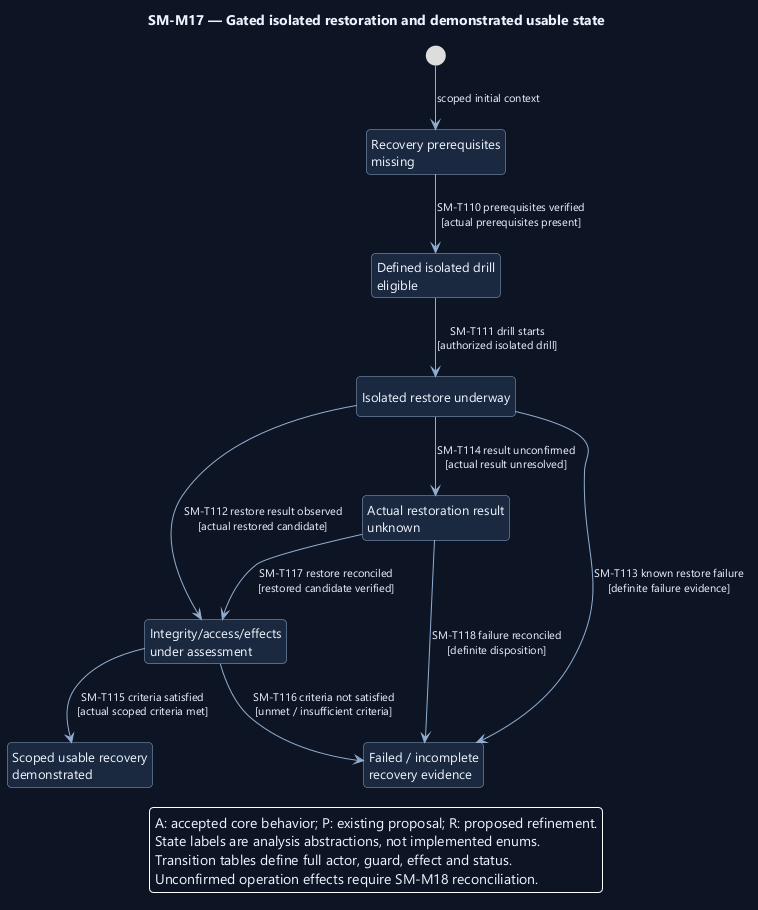 SM-M17 — Gated isolated restoration and demonstrated usable state
scoped initial context
Recovery prerequisites
missing
SM-T110 prerequisites verified
[actual prerequisites present]
Defined isolated drill
eligible
SM-T111 drill starts
[authorized isolated drill]
Isolated restore underway
SM-T114 result unconfirmed
[actual result unresolved]
SM-T112 restore result observed
[actual restored candidate]
Actual restoration result
unknown
SM-T117 restore reconciled
[restored candidate verified]
SM-T113 known restore failure
[definite failure evidence]
Integrity/access/effects
under assessment
SM-T118 failure reconciled
[definite disposition]
SM-T115 criteria satisfied
[actual scoped criteria met]
SM-T116 criteria not satisfied
[unmet / insufficient criteria]
Scoped usable recovery
demonstrated
Failed / incomplete
recovery evidence
A: accepted core behavior; P: existing proposal; R: proposed refinement.
State labels are analysis abstractions, not implemented enums.
Transition tables define full actor, guard, effect and status.
Unconfirmed operation effects require SM-M18 reconciliation.